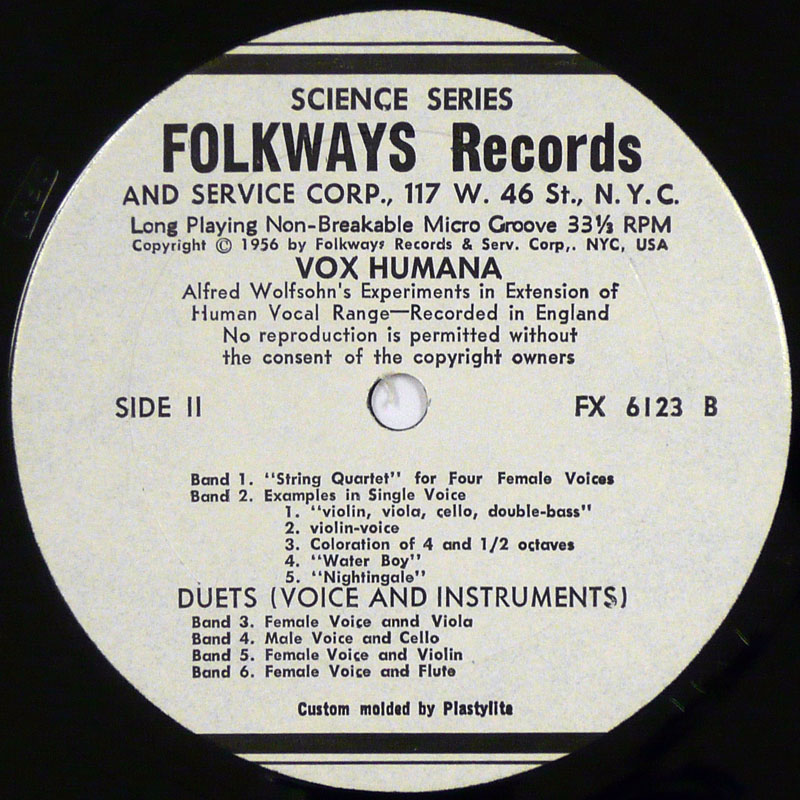 SCIENCE SERIES
FOLKWAYS Records
AND SERVICE CORP., 117 W. 46 St., N. Y. C.
Long Playing Non-Breakable Micro Groove 33⅓ RPM
Copyright © 1956 by Folkways Records & Serv. Corp,. NYC, USA
VOX HUMANA
Alfred Wolfsohn's Experiments in Extension of
Human Vocal Range—Recorded in England
No reproduction is permitted without
the consent of the copyright owners
SIDE II FX 6123 B
Band 1. "String Quartet" for Four Female Voices
Band 2. Examples in Single Voice
1. "violin, viola, cello, double-bass"
2. violin-voice
3. Coloration of 4 and 1/2 octaves
4. "Water Boy"
5. "Nightingale"
DUETS (VOICE AND INSTRUMENTS)
Band 3. Female Voice annd Viola
Band 4. Male Voice and Cello
Band 5. Female Voice and Violin
Band 6. Female Voice and Flute
Custom molded by Plastylite